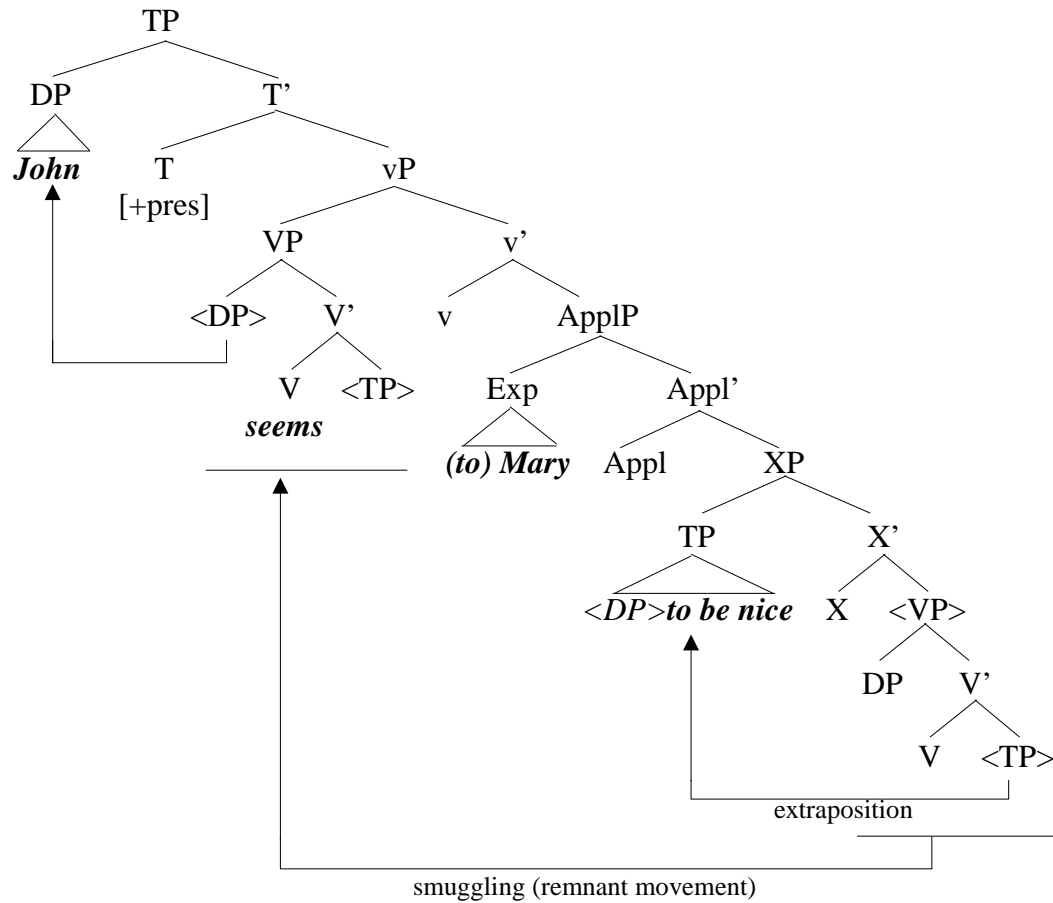 TP
DP T’
John T vP
[+pres]
VP v’
<DP> V’ v ApplP
V <TP> Exp Appl’
seems
(to) Mary Appl XP
TP X’
<DP>to be nice X <VP>
DP V’
V <TP>
extraposition
smuggling (remnant movement)